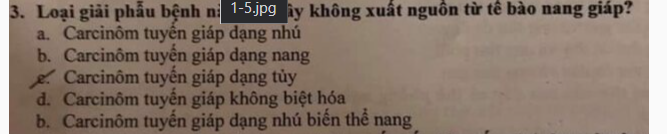 3. Loại giải phẫu bệnh 1-5.jpg không xuất nguồn từ tế bào nang giáp?
a. Carcinôm tuyến giáp dạng nhú
b. Carcinôm tuyến giáp dạng nang
c. Carcinôm tuyến giáp dạng tủy
d. Carcinôm tuyến giáp không biệt hóa
b. Carcinôm tuyến giáp dạng nhú biến thể nang